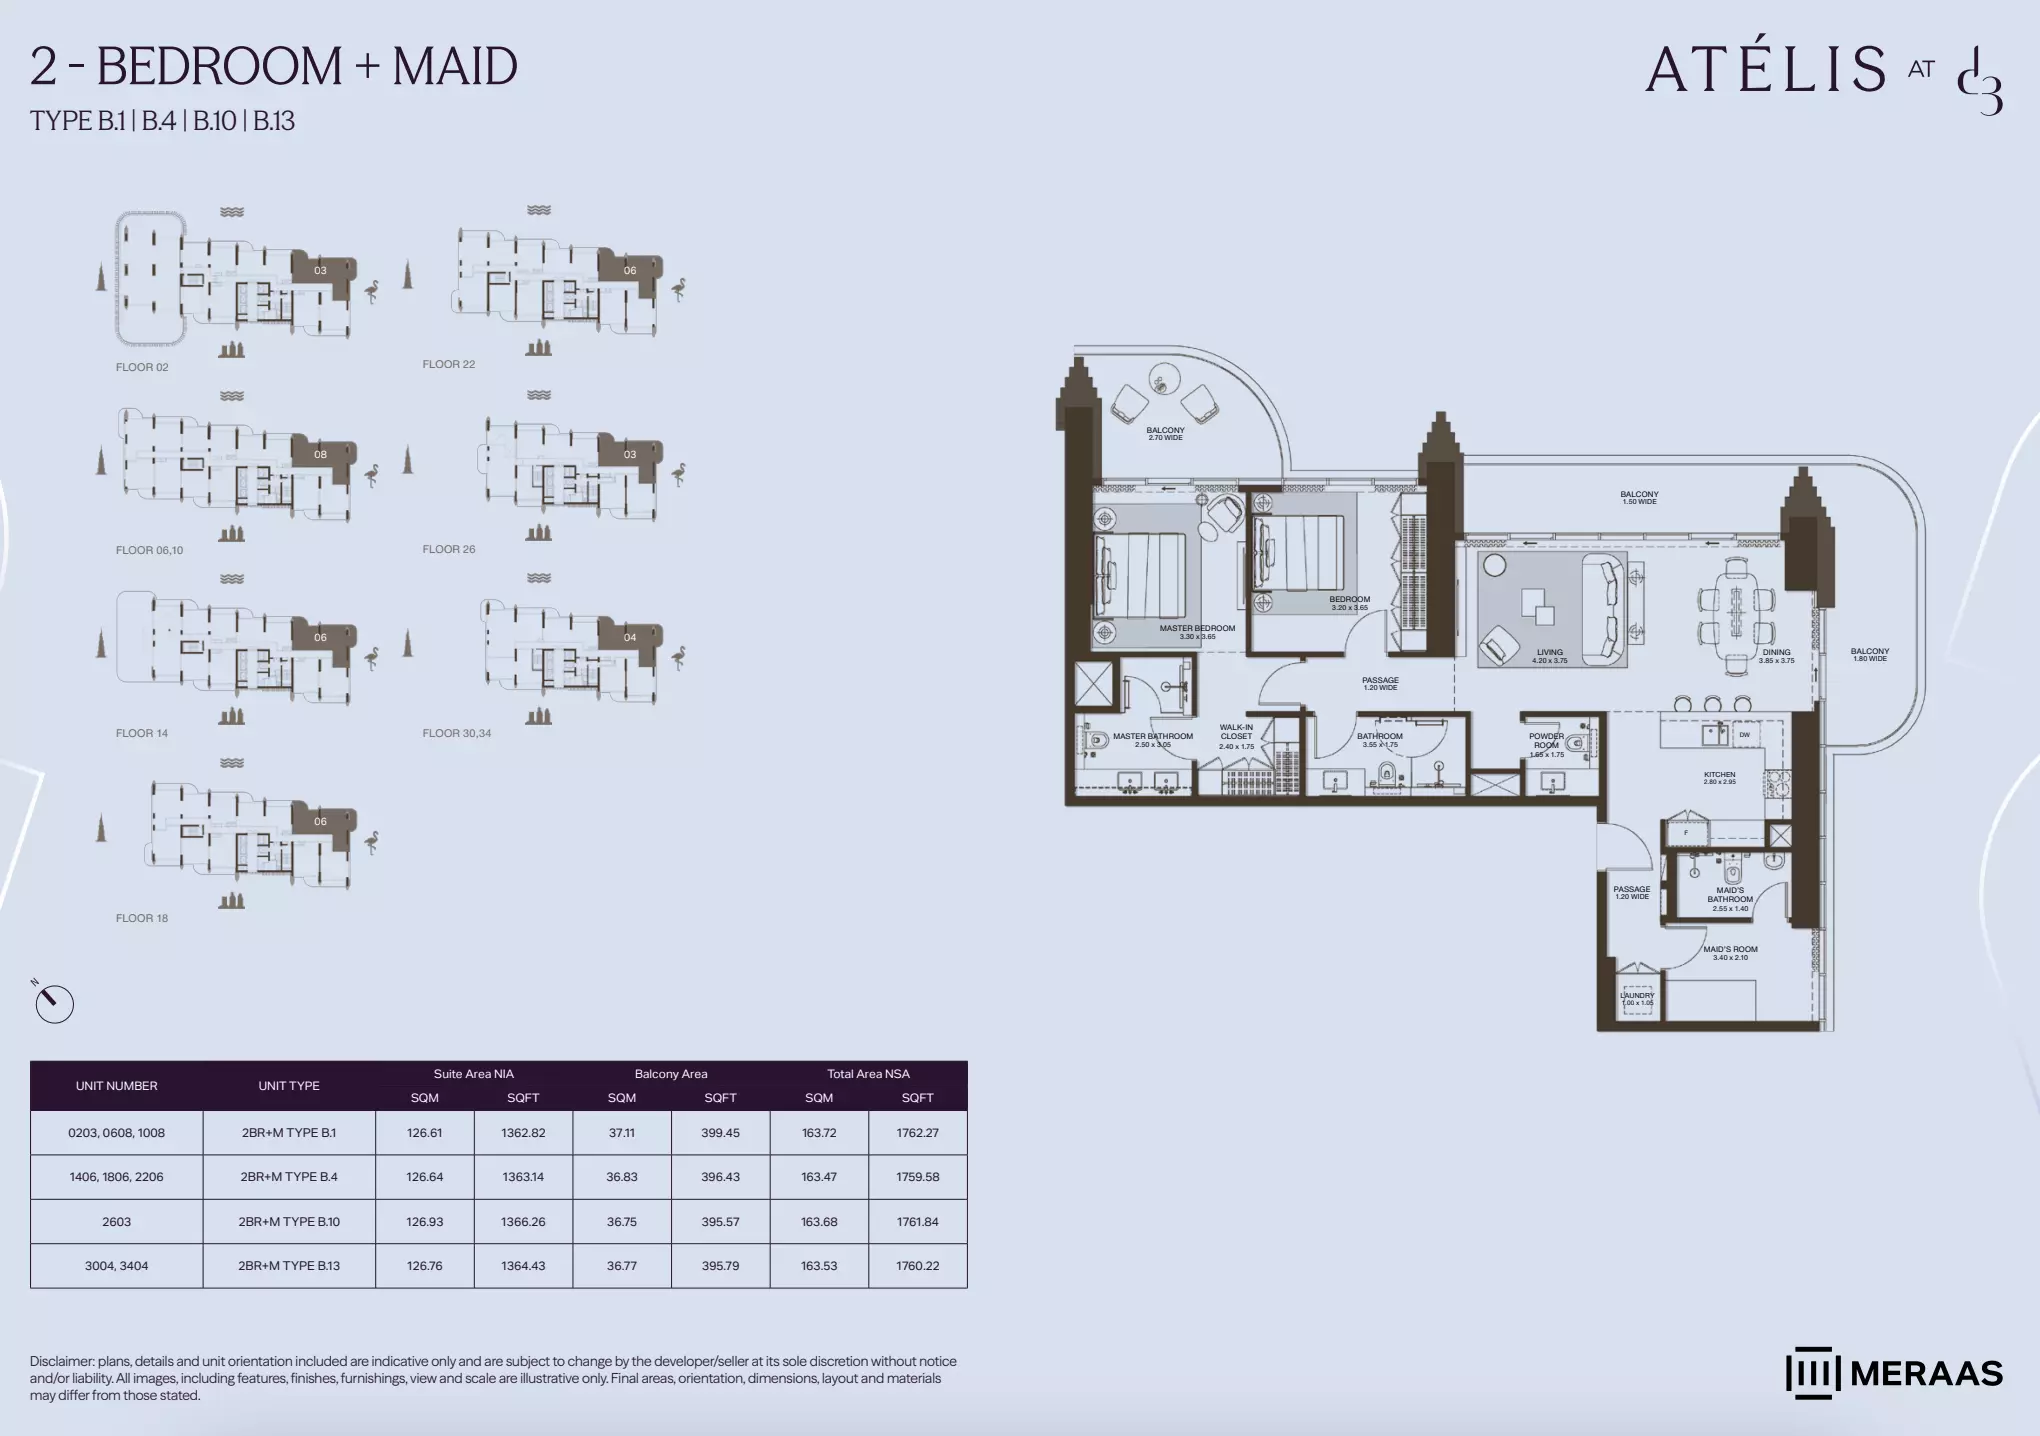 2 - BEDROOM + MAID
TYPE B.1 | B.4 | B.10 | B.13
ATÉLIS AT d3
03
FLOOR 02
06
FLOOR 22
08
FLOOR 06,10
03
FLOOR 26
06
FLOOR 14
04
FLOOR 30,34
06
FLOOR 18
N
BALCONY
2.70 WIDE
BALCONY
1.50 WIDE
BEDROOM
3.20 x 3.65
MASTER BEDROOM
3.30 x 3.65
LIVING
4.20 x 3.75
DINING
3.85 x 3.75
BALCONY
1.80 WIDE
PASSAGE
1.20 WIDE
MASTER BATHROOM
2.50 x 3.05
WALK-IN
CLOSET
2.40 x 1.75
BATHROOM
3.55 x 1.75
POWDER
ROOM
1.65 x 1.75
DW
KITCHEN
2.80 x 2.95
F
PASSAGE
1.20 WIDE
MAID'S
BATHROOM
2.55 x 1.40
MAID'S ROOM
3.40 x 2.10
LAUNDRY
1.00 x 1.05
UNIT NUMBER UNIT TYPE Suite Area NIA Balcony Area Total Area NSA
SQM SQFT SQM SQFT SQM SQFT
0203, 0608, 1008 2BR+M TYPE B.1 126.61 1362.82 37.11 399.45 163.72 1762.27
1406, 1806, 2206 2BR+M TYPE B.4 126.64 1363.14 36.83 396.43 163.47 1759.58
2603 2BR+M TYPE B.10 126.93 1366.26 36.75 395.57 163.68 1761.84
3004, 3404 2BR+M TYPE B.13 126.76 1364.43 36.77 395.79 163.53 1760.22
Disclaimer: plans, details and unit orientation included are indicative only and are subject to change by the developer/seller at its sole discretion without notice
and/or liability. All images, including features, finishes, furnishings, view and scale are illustrative only. Final areas, orientation, dimensions, layout and materials
may differ from those stated.
MERAAS